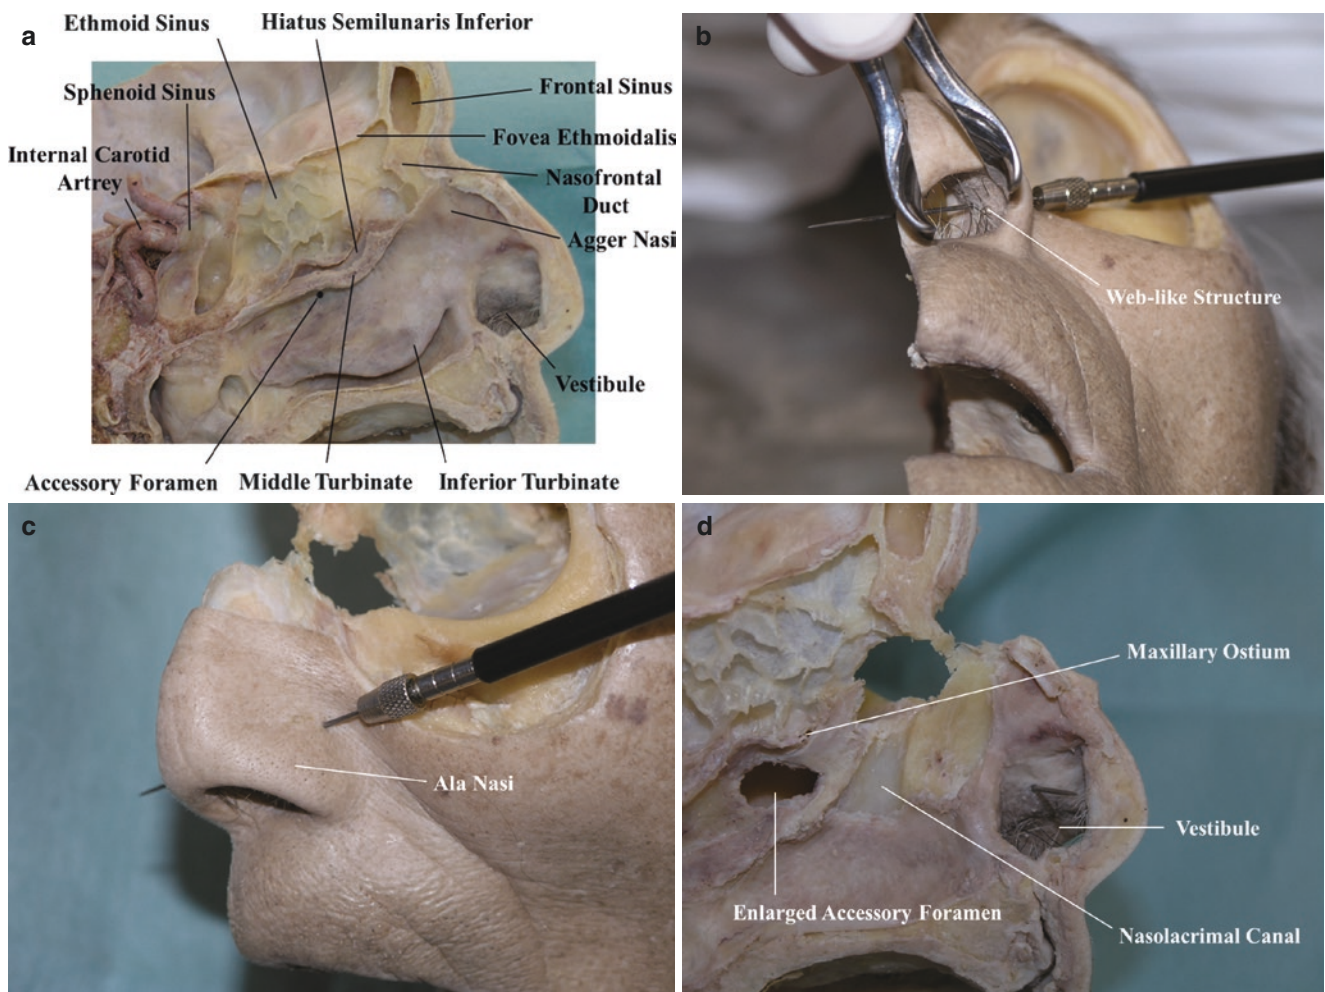 a
Ethmoid Sinus
Hiatus Semilunaris Inferior
Sphenoid Sinus
Frontal Sinus
Fovea Ethmoidalis
Internal Carotid
Artrey
Nasofrontal
Duct
Agger Nasi
Vestibule
Accessory Foramen
Middle Turbinate
Inferior Turbinate
b
Web-like Structure
c
Ala Nasi
d
Maxillary Ostium
Vestibule
Enlarged Accessory Foramen
Nasolacrimal Canal